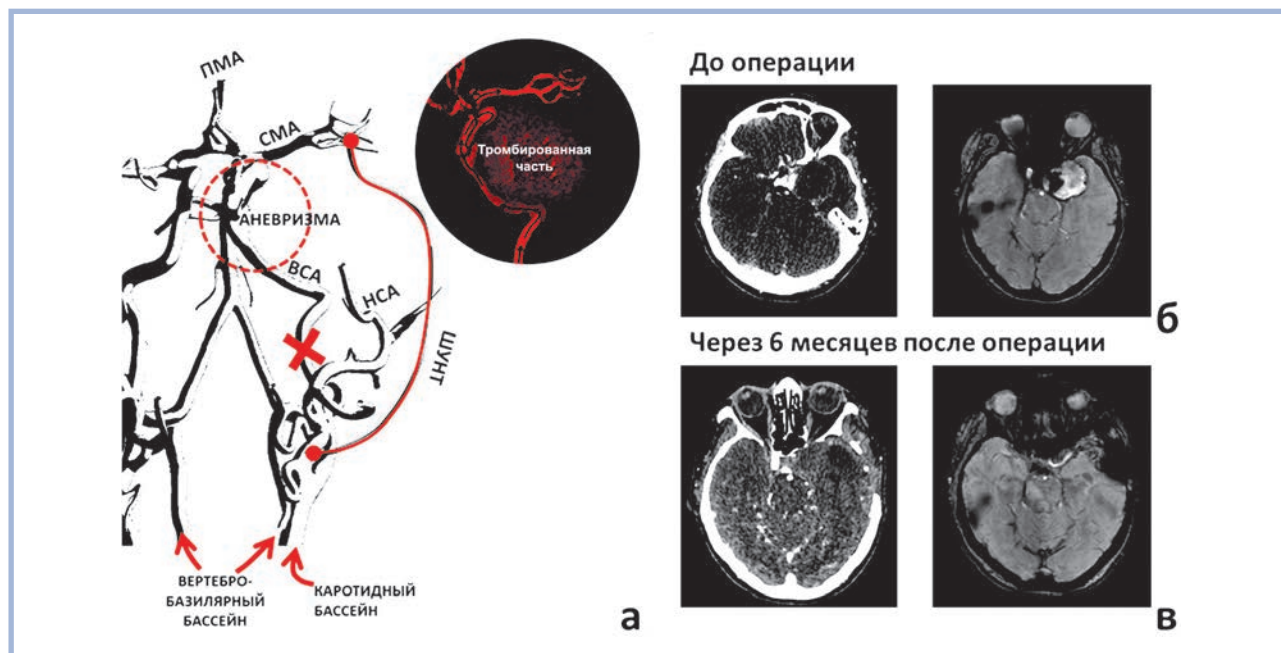 ПМА
СМА
АНЕВРИЗМА
ВСА
НСА
ШУНТ
ВЕРТЕБРО-
БАЗИЛЯРНЫЙ
БАССЕЙН
КАРОТИДНЫЙ
БАССЕЙН
а
Тромбированная
часть
До операции
б
Через 6 месяцев после операции
в